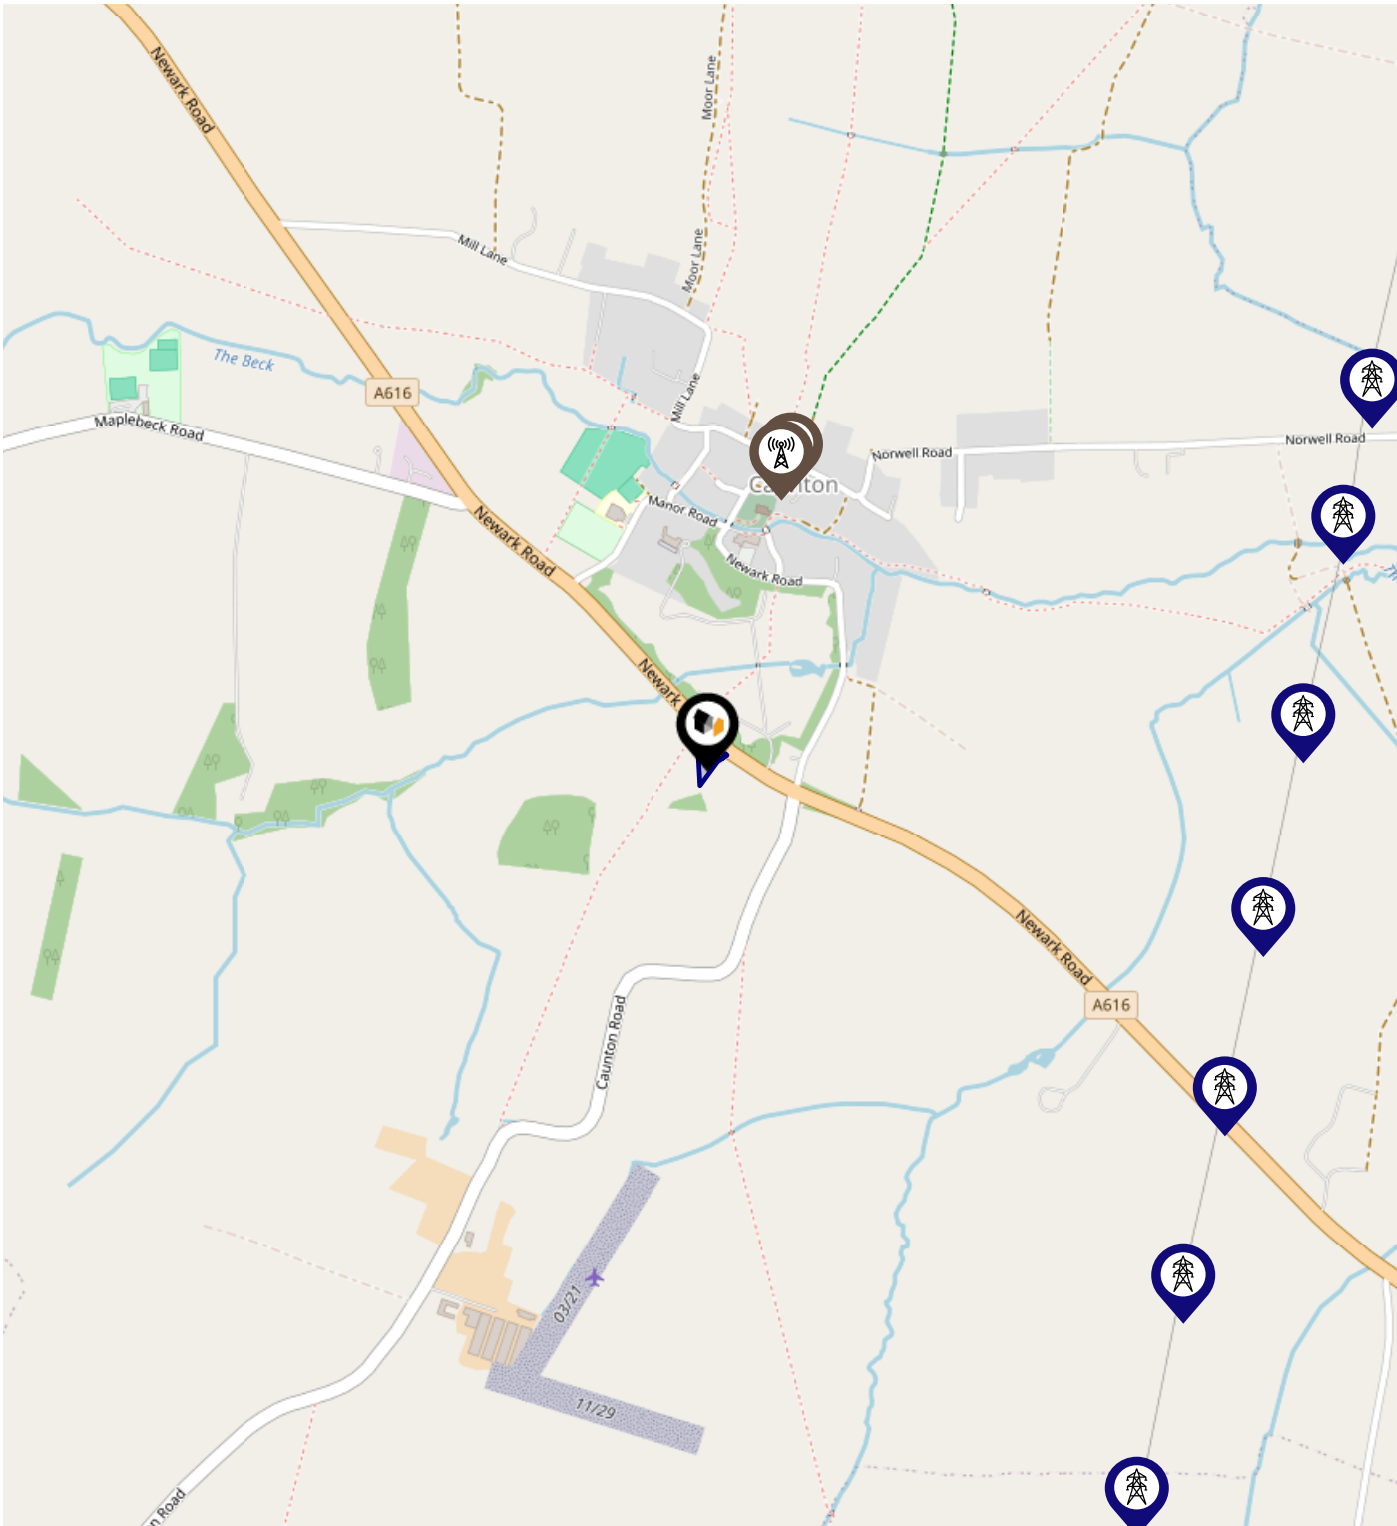 Newark Road
Moor Lane
Mill Lane
Moor Lane
The Beck
A616
Mill Lane
Maplebeck Road
Norwell Road
Norwell Road
Manor Road
Newark Road
Newark Road
Newark
Newark Road
A616
Caunton Road
03/21
11/29
n Road